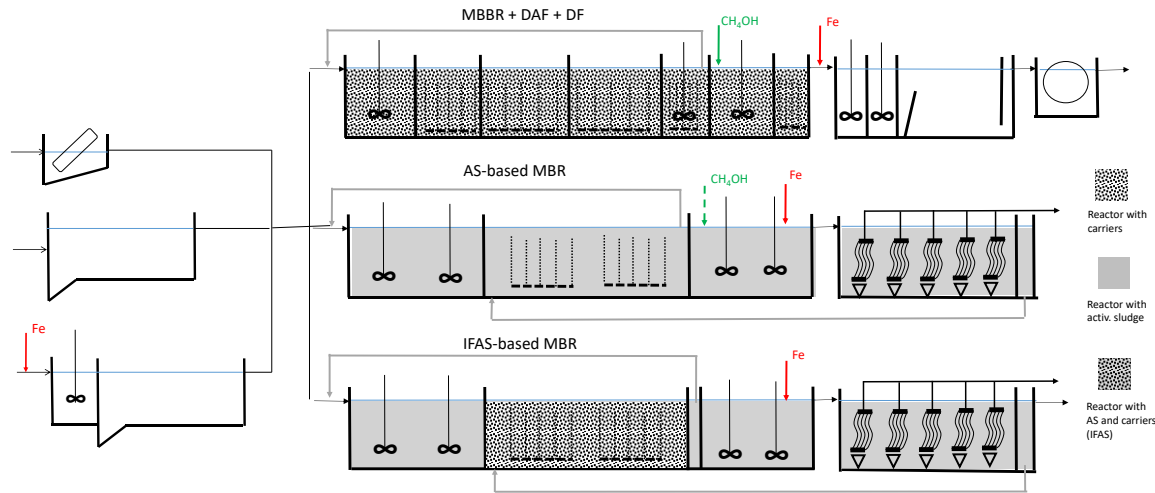 MBBR + DAF + DF
CH₄OH
Fe
AS-based MBR
CH₄OH
Fe
Reactor with
carriers
Reactor with
activ. sludge
Fe
IFAS-based MBR
Fe
Reactor with
AS and carriers
(IFAS)